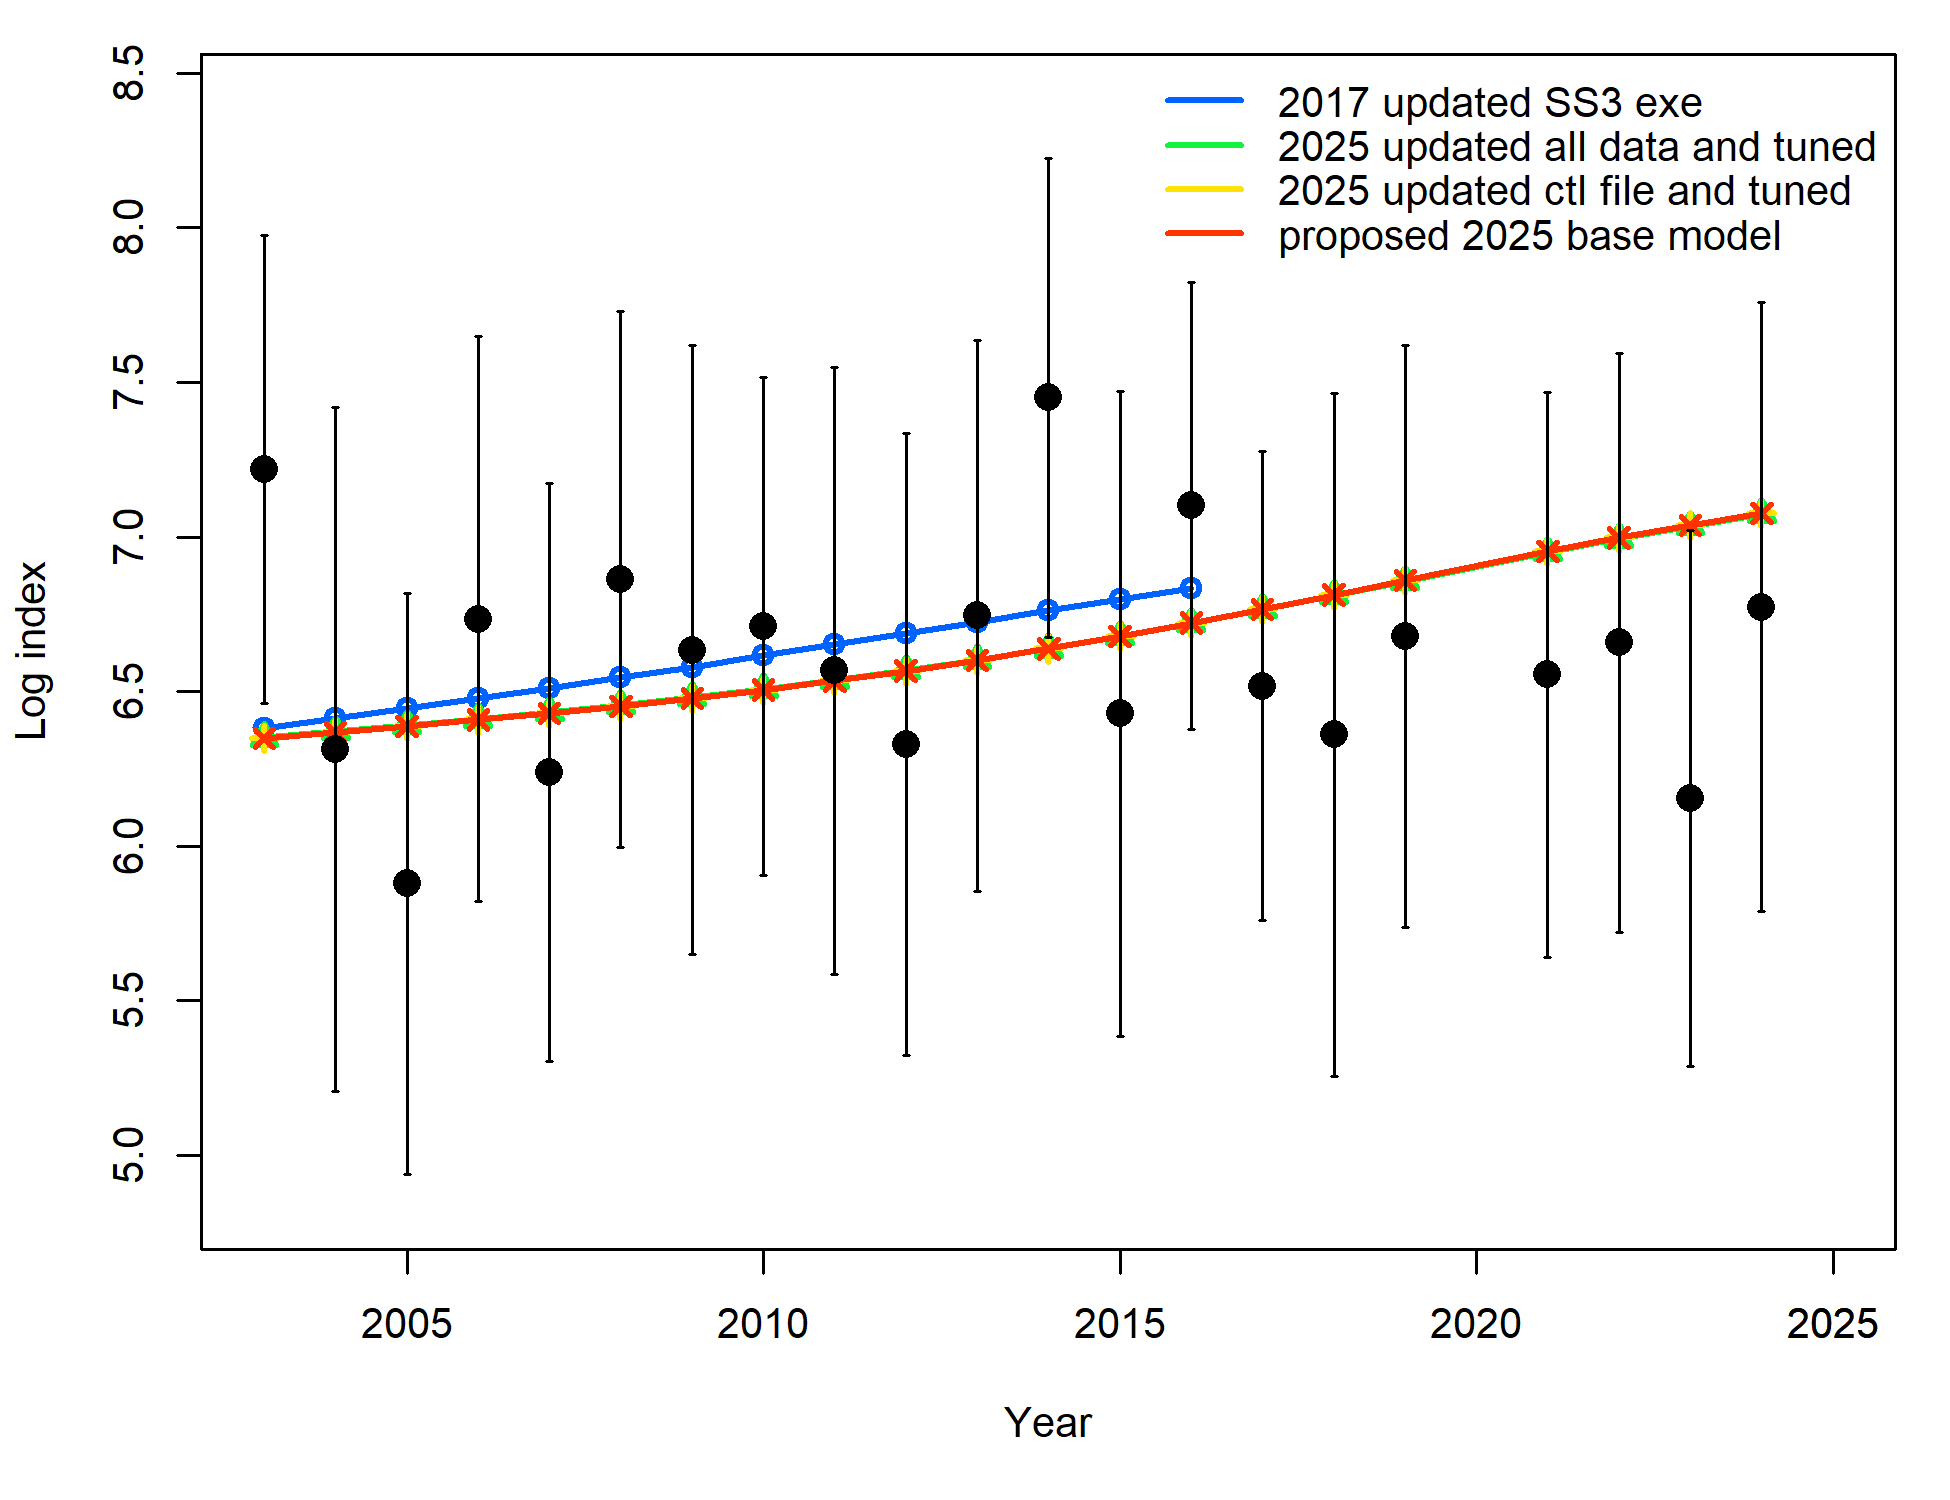 2017 updated SS3 exe
2025 updated all data and tuned
2025 updated ctl file and tuned
proposed 2025 base model
8.5
8.0
7.5
7.0
6.5
6.0
5.5
5.0
Log index
2005 2010 2015 2020 2025
Year